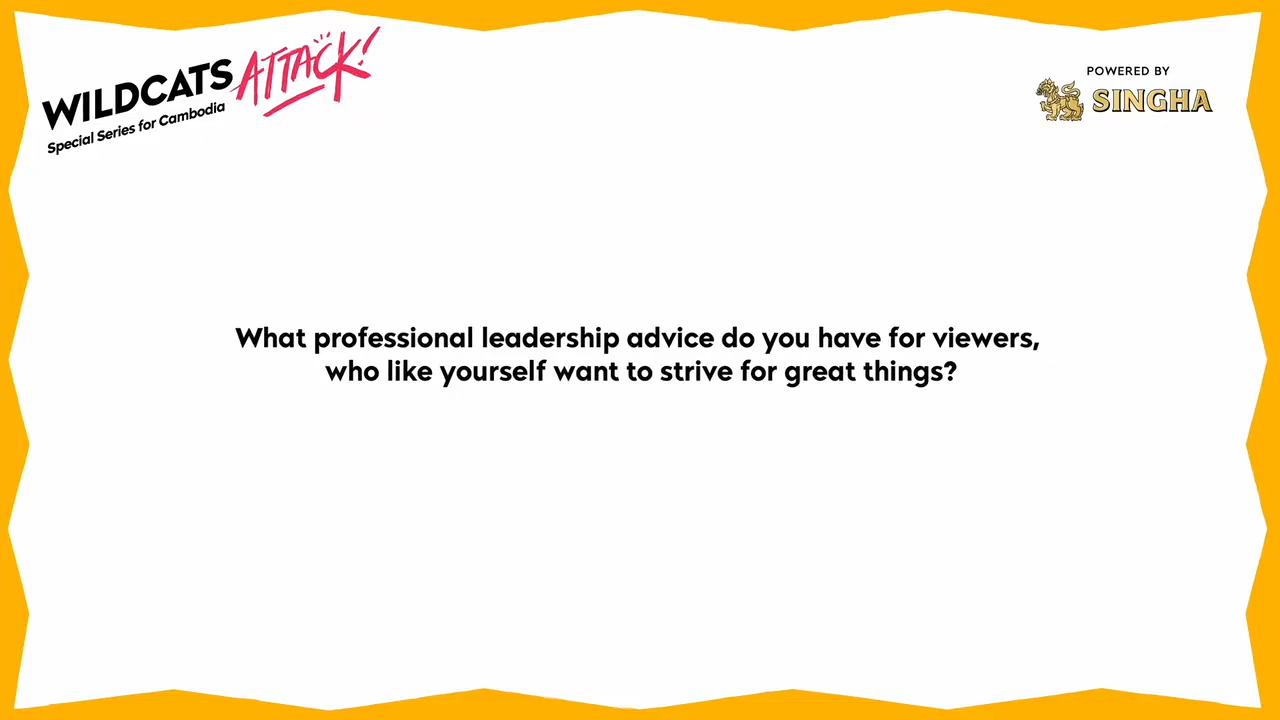 WILDCATS ATTACK!
Special Series for Cambodia
POWERED BY
SINGHA
What professional leadership advice do you have for viewers,
who like yourself want to strive for great things?